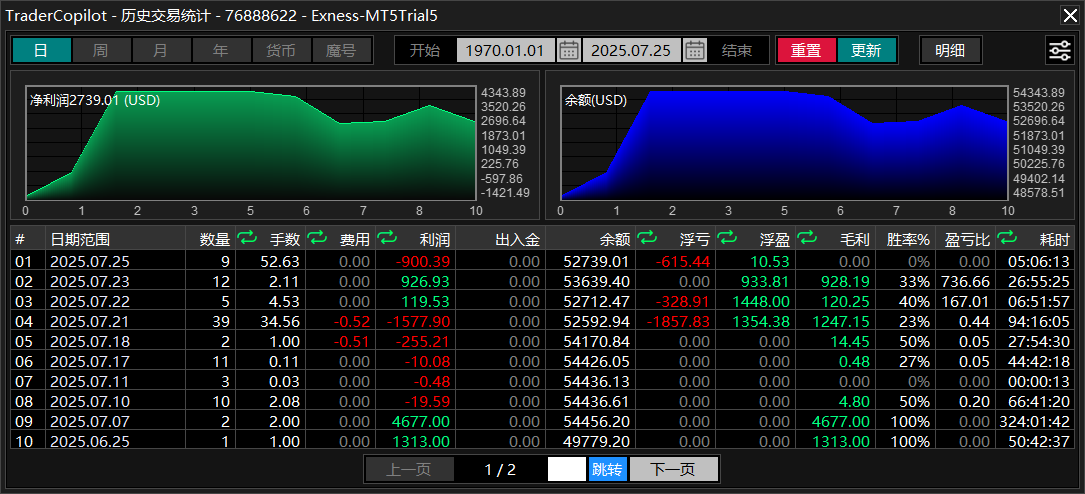 TraderCopilot - 历史交易统计 - 76888622 - Exness-MT5Trial5
日 周 月 年 货币 魔号 开始 1970.01.01 2025.07.25 结束 重置 更新 明细
净利润2739.01 (USD)
4343.89
3520.26
2696.64
1873.01
1049.39
225.76
-597.86
-1421.49
0 1 2 3 5 6 7 8 10
余额(USD)
54343.89
53520.26
52696.64
51873.01
51049.39
50225.76
49402.14
48578.51
0 1 2 3 5 6 7 8 10
# 日期范围 数量 手数 费用 利润 出入金 余额 浮亏 浮盈 毛利 胜率% 盈亏比 耗时
01 2025.07.25 9 52.63 0.00 -900.39 0.00 52739.01 -615.44 10.53 0.00 0% 0.00 05:06:13
02 2025.07.23 12 2.11 0.00 926.93 0.00 53639.40 0.00 933.81 928.19 33% 736.66 26:55:25
03 2025.07.22 5 4.53 0.00 119.53 0.00 52712.47 -328.91 1448.00 120.25 40% 167.01 06:51:57
04 2025.07.21 39 34.56 -0.52 -1577.90 0.00 52592.94 -1857.83 1354.38 1247.15 23% 0.44 94:16:05
05 2025.07.18 2 1.00 -0.51 -255.21 0.00 54170.84 0.00 0.00 14.45 50% 0.05 27:54:30
06 2025.07.17 11 0.11 0.00 -10.08 0.00 54426.05 0.00 0.00 0.48 27% 0.05 44:42:18
07 2025.07.11 3 0.03 0.00 -0.48 0.00 54436.13 0.00 0.00 0.00 0% 0.00 00:00:13
08 2025.07.10 10 2.08 0.00 -19.59 0.00 54436.61 0.00 0.00 4.80 50% 0.20 66:41:20
09 2025.07.07 2 2.00 0.00 4677.00 0.00 54456.20 0.00 0.00 4677.00 100% 0.00 324:01:42
10 2025.06.25 1 1.00 0.00 1313.00 0.00 49779.20 0.00 0.00 1313.00 100% 0.00 50:42:37
上一页 1 / 2 跳转 下一页